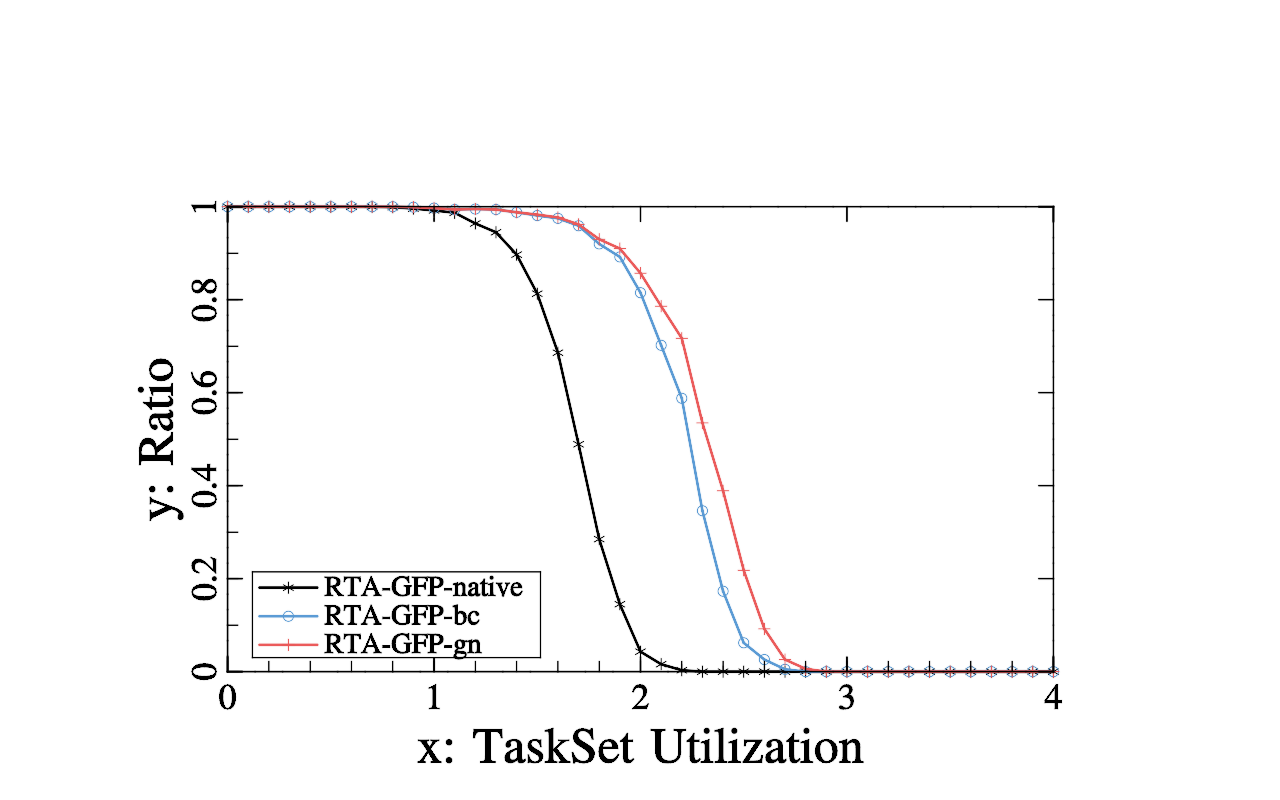 1
0.8
0.6
0.4
0.2
0
y: Ratio
RTA-GFP-native
RTA-GFP-bc
RTA-GFP-gn
0 1 2 3 4
x: TaskSet Utilization